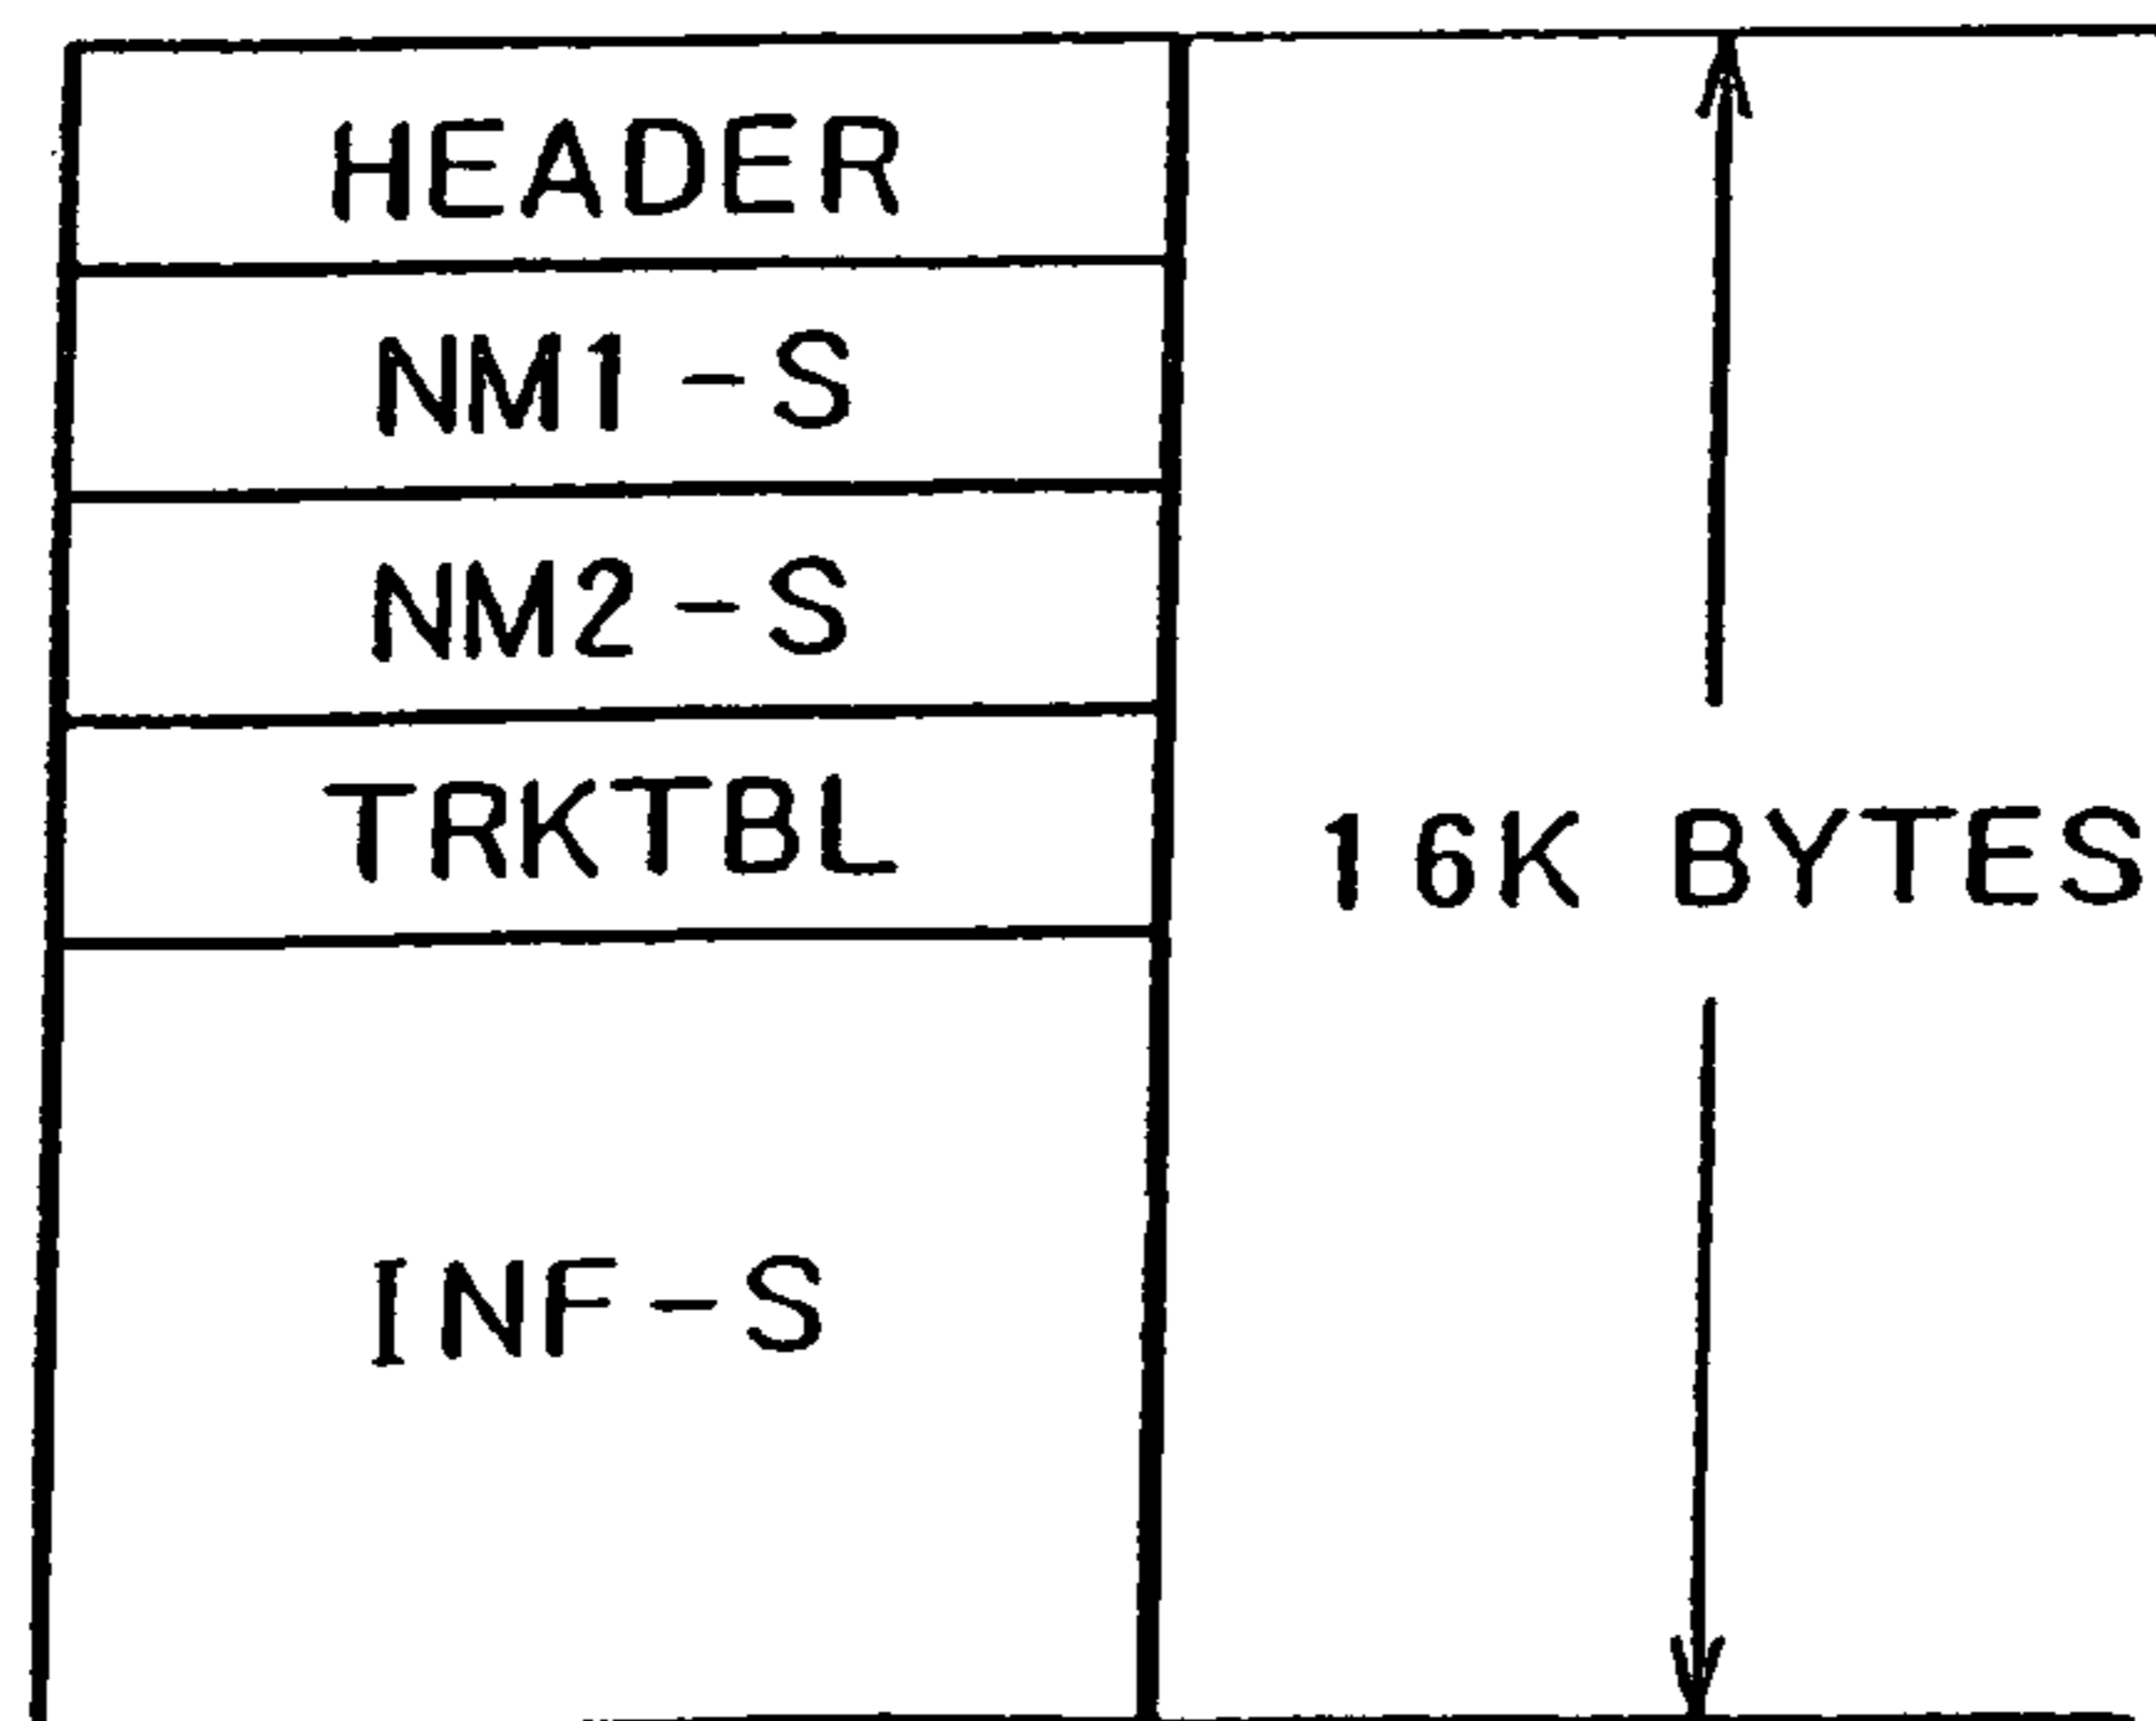 HEADER
NM1-S
NM2-S
TRKTBL
16K BYTES
INF-S